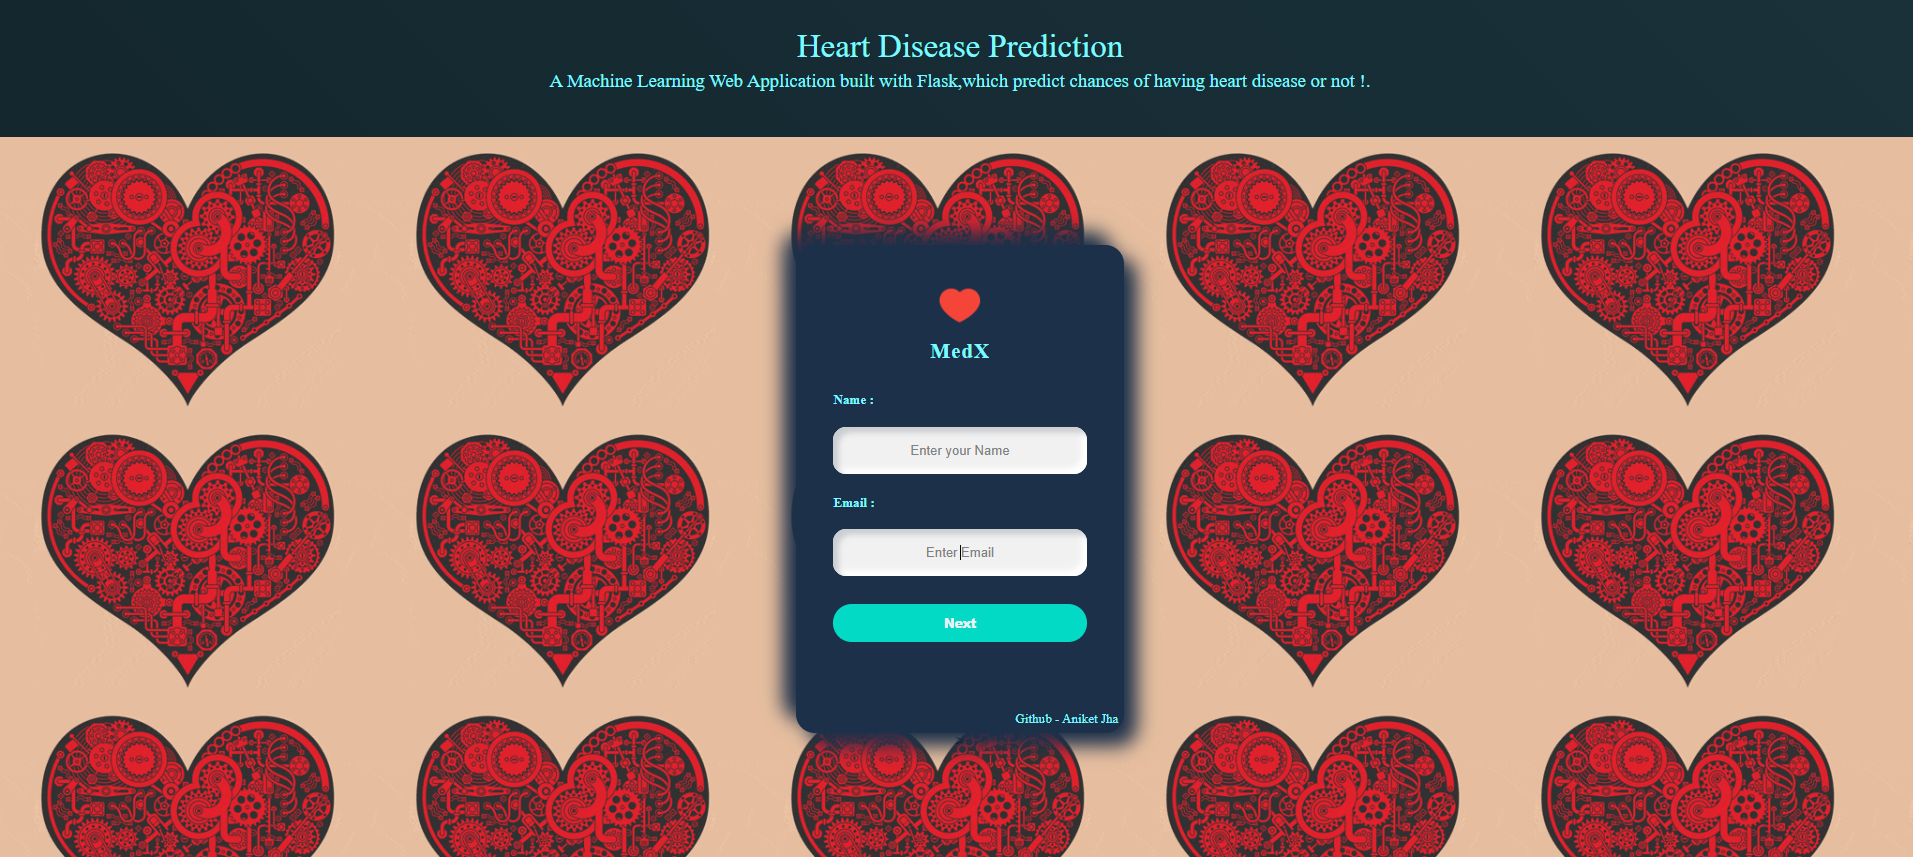 Heart Disease Prediction
A Machine Learning Web Application built with Flask,which predict chances of having heart disease or not !.
MedX
Name :
Enter your Name
Email :
Enter Email
Next
Github - Aniket Jha